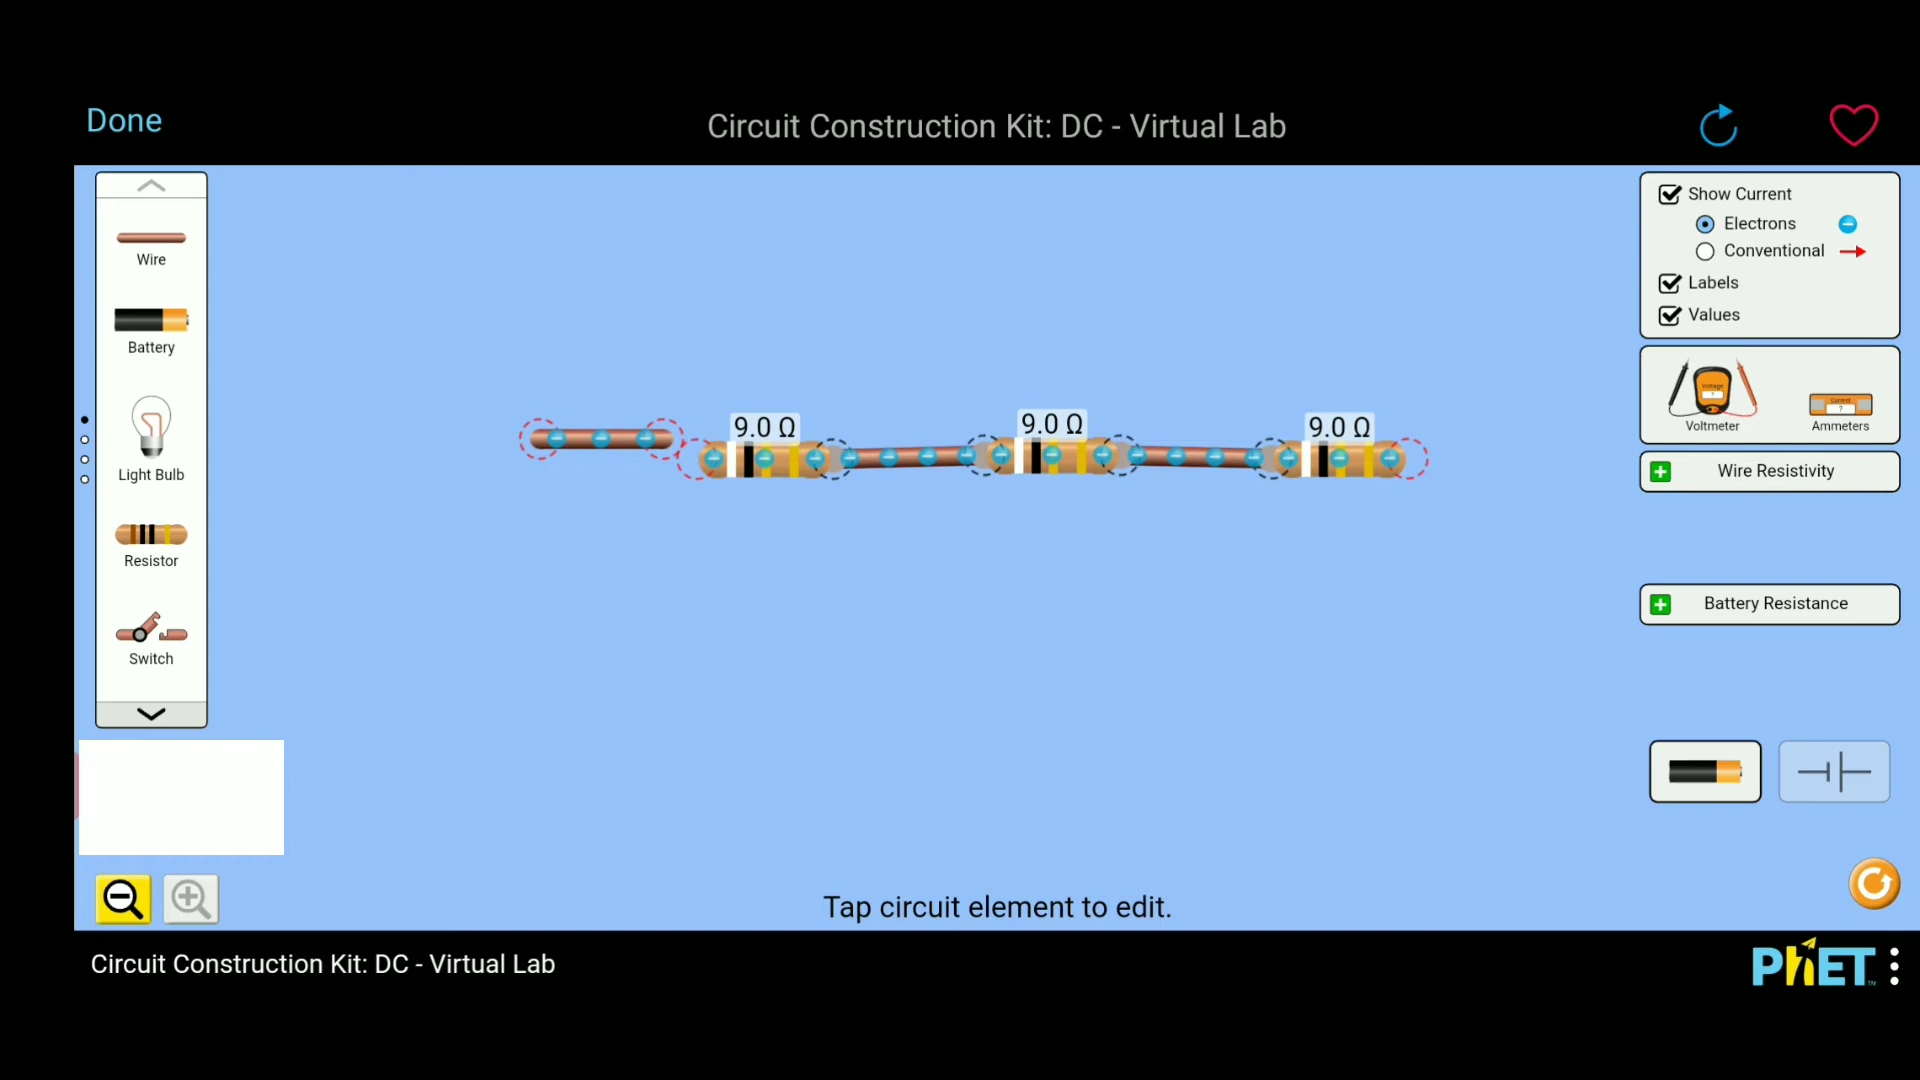 Done
Circuit Construction Kit: DC - Virtual Lab
Wire
Battery
Light Bulb
Resistor
Switch
9.0 Ω
9.0 Ω
9.0 Ω
Show Current
Electrons
Conventional
Labels
Values
Voltage
?
Voltmeter
Current
?
Ammeters
Wire Resistivity
Battery Resistance
Tap circuit element to edit.
Circuit Construction Kit: DC - Virtual Lab
PhET